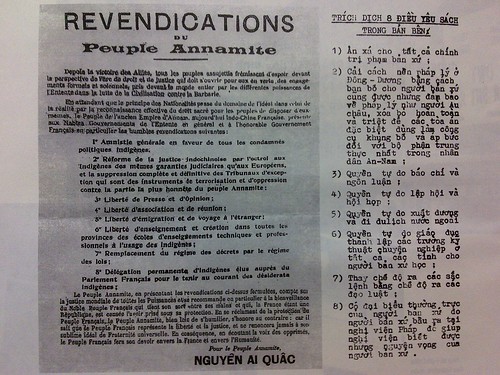 REVENDICATIONS
DU
Peuple Annamite
Depuis la victoire des Alliés, tous les peuples assujettis frémissent d'espoir devant
la perspective de l'ère de droit et de justice qui doit s'ouvrir pour eux en vertu des enga-
gements formels et solennels, pris devant le monde entier par les différentes puissances de
l'Entente dans la lutte de la Civilisation contre la Barbarie.
En attendant que le principe des Nationalités passe du domaine de l'idéal dans celui de
la réalité par la reconnaissance effective du droit sacré pour les peuples de disposer d'eux-
mêmes, le Peuple de l'ancien Empire d'Annam, aujourd'hui Indo-Chine Française, présente
aux Nobles Gouvernements de l'Entente en général et à l'honorable Gouvernement
Français en particulier les humbles revendications suivantes :
1° Amnistie générale en faveur de tous les condamnés
politiques indigènes.
2° Réforme de la justice indochinoise par l'octroi aux
Indigènes des mêmes garanties judiciaires qu'aux Européens,
et la suppression complète et définitive des Tribunaux d'excep-
tion qui sont des instruments de terrorisation et d'oppression
contre la partie la plus honnête du peuple Annamite ;
3° Liberté de Presse et d'Opinion ;
4° Liberté d'association et de réunion ;
5° Liberté d'émigration et de voyage à l'étranger ;
6° Liberté d'enseignement et création dans toutes les
provinces des écoles d'enseignements techniques et profes-
sionnels à l'usage des indigènes ;
7° Remplacement du régime des décrets par le régime
des lois ;
8° Délégation permanente d'indigènes élus auprès du
Parlement Français pour le tenir au courant des désidérata
indigènes ;
Le Peuple Annamite, en présentant les revendications ci-dessus formulées, compte sur
la justice mondiale de toutes les Puissances et se recommande en particulier à la bienveillance
du Noble Peuple Français qui tient son sort entre ses mains et qui, la France étant une
République, est censé l'avoir pris sous sa protection. En se réclamant de la protection du
Peuple Français, le Peuple Annamite, bien loin de s'humilier, s'honore au contraire : car il
sait que le Peuple Français représente la liberté et la justice, et ne renoncera jamais à son
sublime idéal de Fraternité universelle. En conséquence, en écoutant la voix des opprimés,
le Peuple Français fera son devoir envers la France et envers l'Humanité.
Pour le Peuple Annamite,
NGUYỄN AI QUẤC
TRÍCH DỊCH 8 ĐIỀU YÊU SÁCH
TRONG BẢN BÊN:
1) Ân xá cho tất cả chính
trị phạm bản xứ ;
2) Cải cách nền pháp lý ở
Đông-Dương bằng cách
ban bố cho người bản xứ
cũng được những đảm bảo
về pháp lý như người Âu
châu, xóa bỏ hoàn toàn
và triệt để các tòa án
đặc biệt dùng làm công
cụ khủng bố và áp bức
đối với bộ phận trung
thực nhất trong nhân
dân An-Nam ;
3) Quyền tự do báo chí và
ngôn luận ;
4) Quyền tự do lập hội và
hội họp ;
5) Quyền tự do xuất dương
và đi du lịch nước ngoài
6) Quyền tự do giáo dục
thành lập các trường kỹ
thuật chuyên nghiệp ở
tất cả các tỉnh cho
người bản xứ học ;
7) Thay chế độ ra các sắc
lệnh bằng chế độ ra các
đạo luật ;
8) Có đại biểu thường trực
của người bản xứ do
người bản xứ bầu ra tại
nghị viện Pháp để giúp
nghị viện biết được
những nguyện vọng của
người bản xứ.